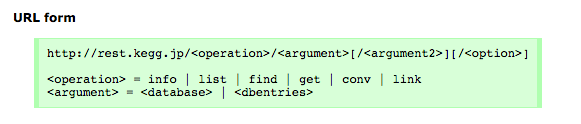 URL form
http://rest.kegg.jp/<operation>/<argument>[/<argument2>][/<option>]
<operation> = info | list | find | get | conv | link
<argument> = <database> | <dbentries>